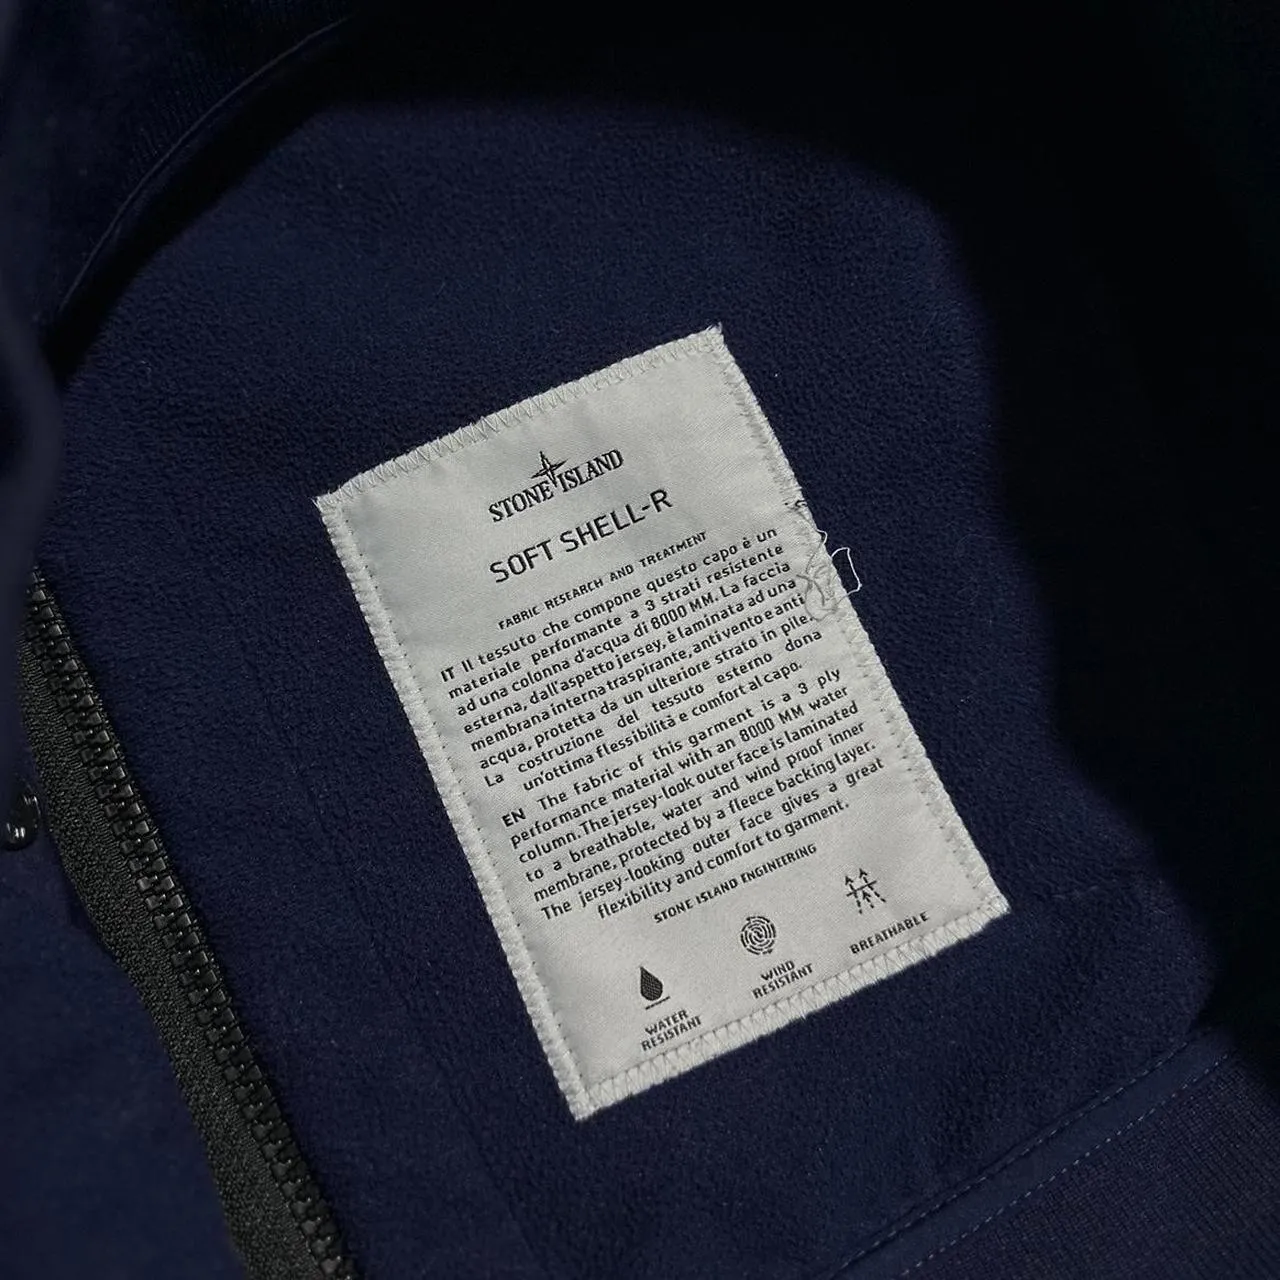 STONE ISLAND
SOFT SHELL-R
FABRIC RESEARCH AND TREATMENT
IT Il tessuto che compone questo capo è un
materiale performante a 3 strati resistente
ad una colonna d'acqua di 8000 MM. La faccia
esterna, dall'aspetto jersey, è laminata ad una
membrana interna traspirante, antivento e anti
acqua, protetta da un ulteriore strato in pile.
La costruzione del tessuto esterno dona
un'ottima flessibilità e comfort al capo.
EN The fabric of this garment is a 3 ply
performance material with an 8000 MM water
column. The jersey-look outer face is laminated
to a breathable, water and wind proof inner
membrane, protected by a fleece backing layer.
The jersey-looking outer face gives a great
flexibility and comfort to garment.
STONE ISLAND ENGINEERING
WATER
RESISTANT
WIND
RESISTANT
BREATHABLE